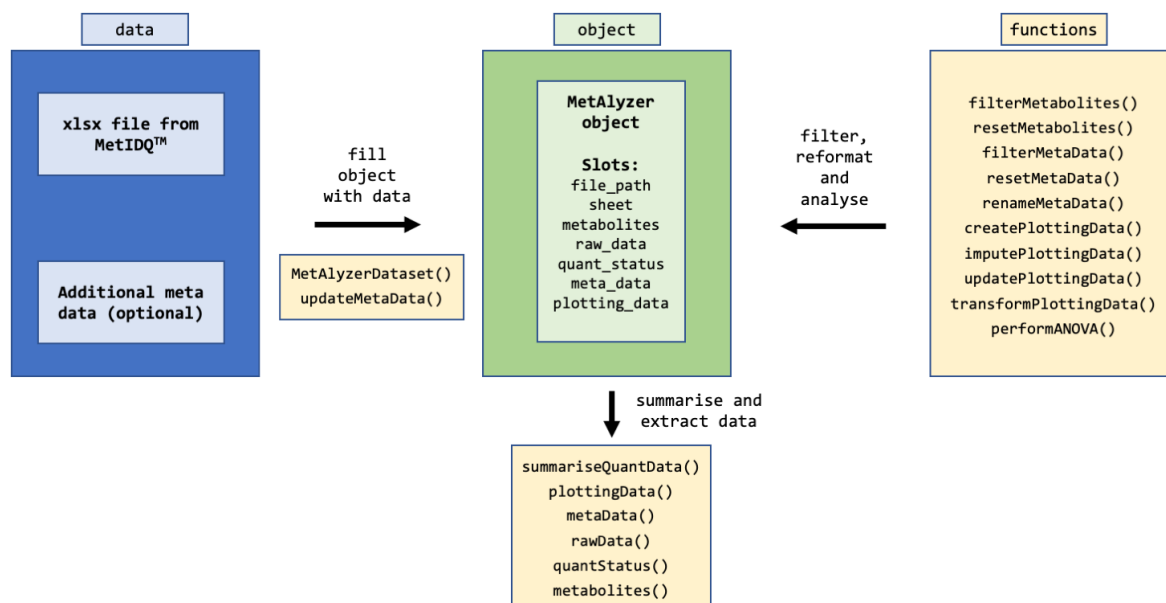 data
object
functions
xlsx file from
MetIDQ™
Additional meta
data (optional)
fill
object
with data
MetAlyzerDataset()
updateMetaData()
MetAlyzer
object
Slots:
file_path
sheet
metabolites
raw_data
quant_status
meta_data
plotting_data
filter,
reformat
and
analyse
filterMetabolites()
resetMetabolites()
filterMetaData()
resetMetaData()
renameMetaData()
createPlottingData()
imputePlottingData()
updatePlottingData()
transformPlottingData()
performANOVA()
summarise and
extract data
summariseQuantData()
plottingData()
metaData()
rawData()
quantStatus()
metabolites()